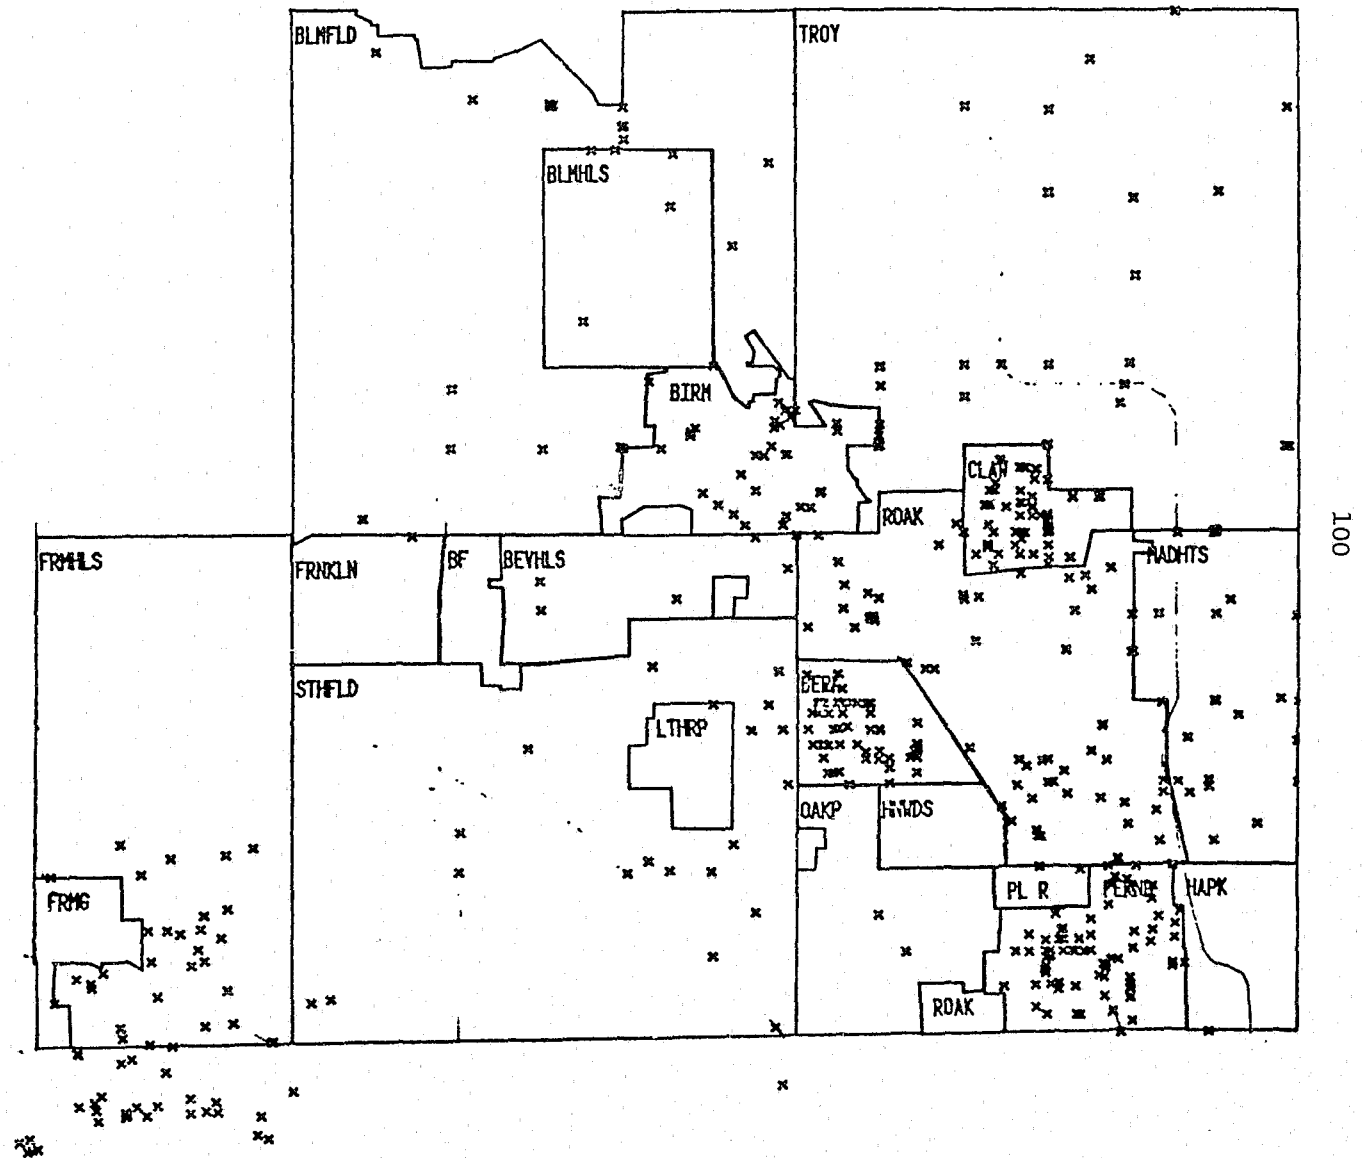 BLMFLD
TROY
BLMHLS
BIRM
CLAW
ROAK
100
FRMHLS
FRNKLN
BF
BEVHLS
MADHTS
STHFLD
BERK
LTHRP
OAKP
HNWDS
FRMG
PL R
FERND
HAPK
ROAK